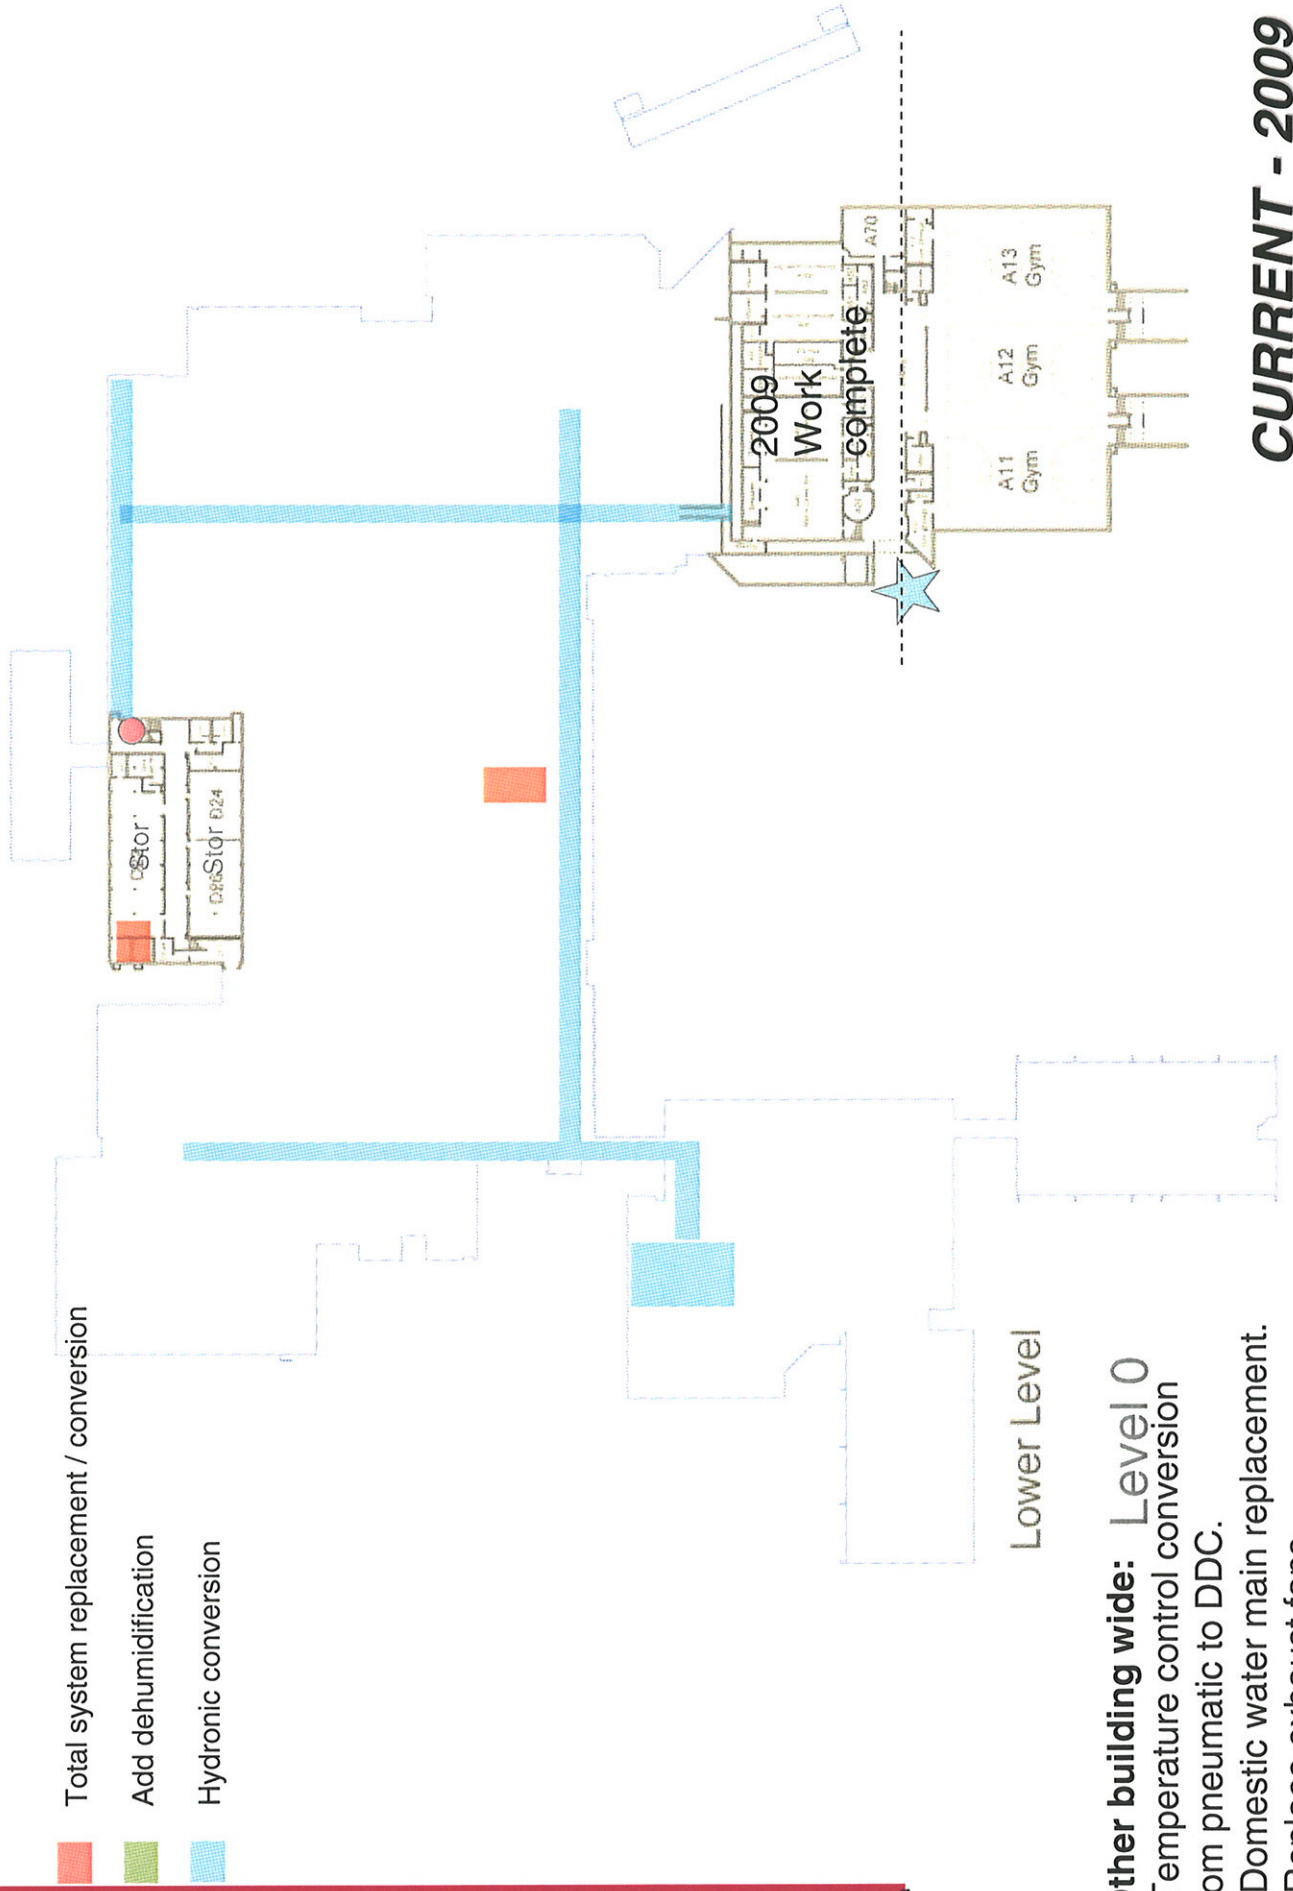 Total system replacement / conversion
Add dehumidification
Hydronic conversion
Stor
Stor D24
2009
Work
complete
A70
A11
Gym
A12
Gym
A13
Gym
Lower Level
Level 0
ther building wide:
emperature control conversion
om pneumatic to DDC.
Domestic water main replacement.
CURRENT - 2009